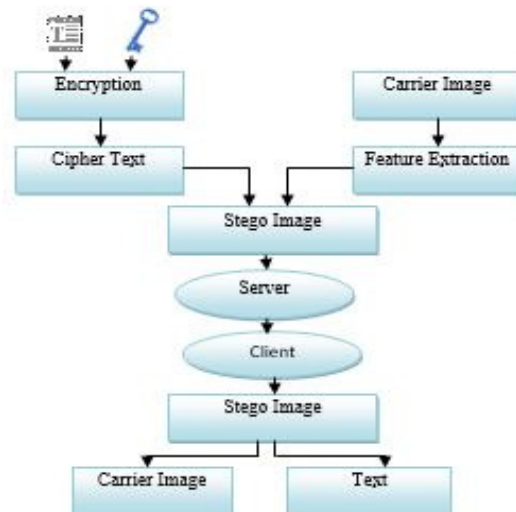 Encryption
Carrier Image
Cipher Text
Feature Extraction
Stego Image
Server
Client
Stego Image
Carrier Image
Text